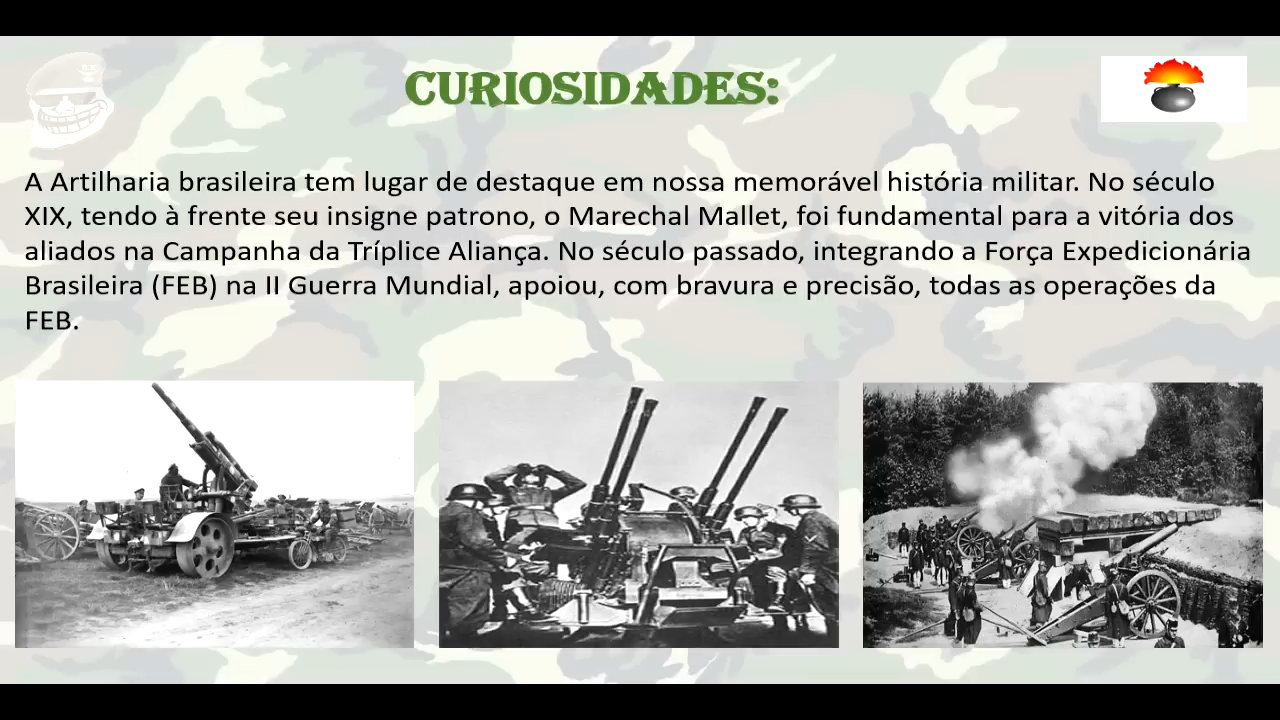 CURIOSIDADES:
A Artilharia brasileira tem lugar de destaque em nossa memorável história militar. No século
XIX, tendo à frente seu insigne patrono, o Marechal Mallet, foi fundamental para a vitória dos
aliados na Campanha da Tríplice Aliança. No século passado, integrando a Força Expedicionária
Brasileira (FEB) na II Guerra Mundial, apoiou, com bravura e precisão, todas as operações da
FEB.